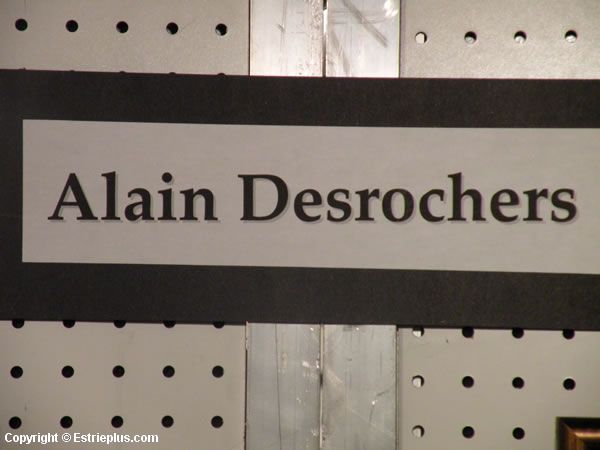 Alain Desrochers
Copyright © Estrieplus.com